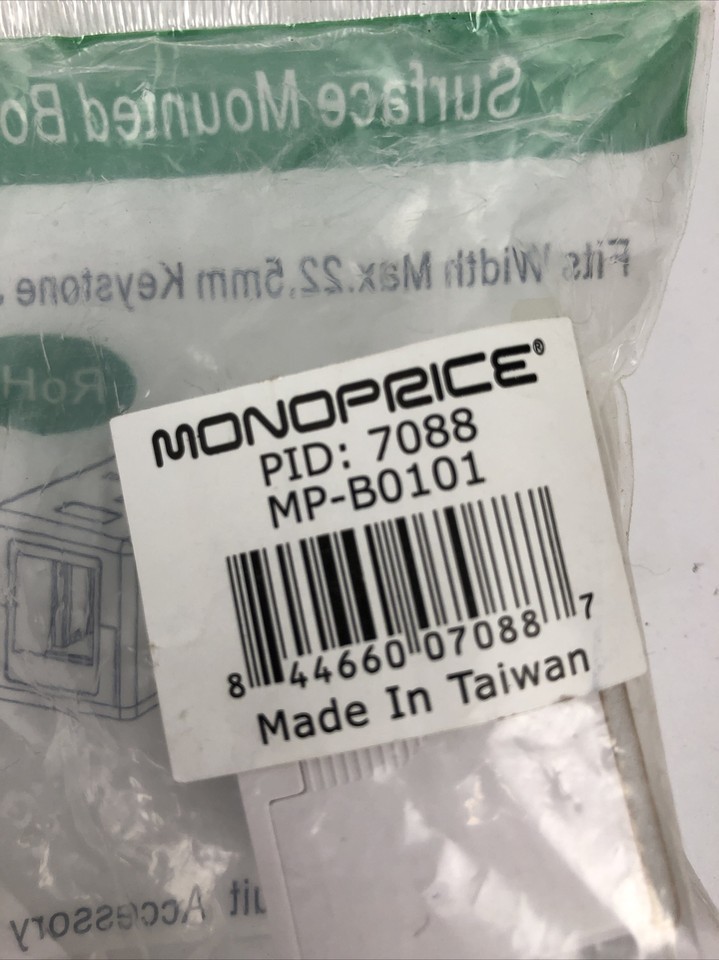 Surface Mounted Bo
Fits Width Max.22.5mm Keystone
RoH
MONOPRICE®
PID: 7088
MP-B0101
8 44660 07088 7
Made In Taiwan
Accessory